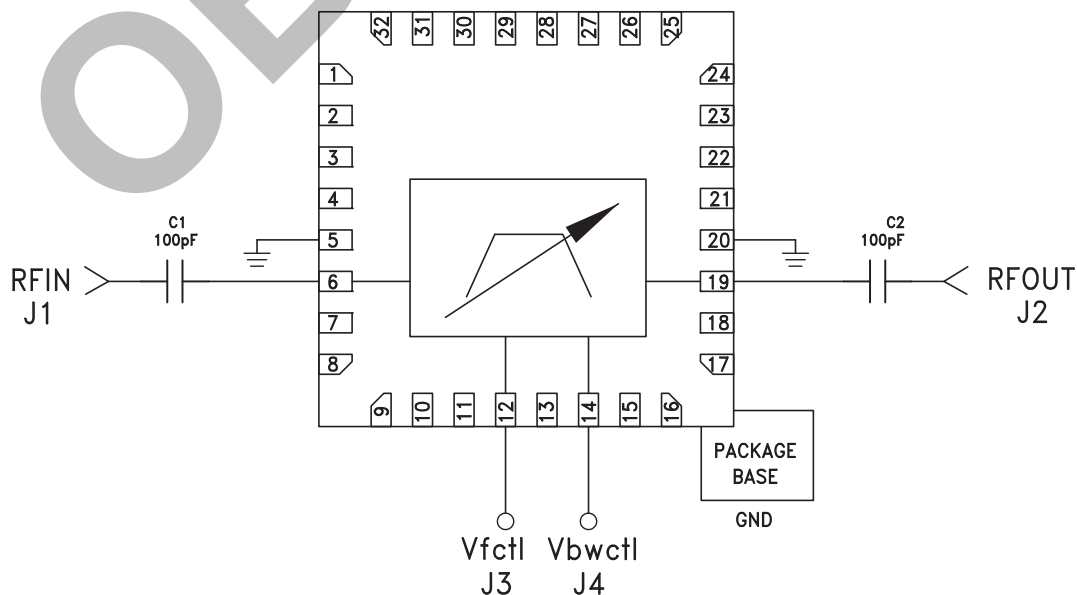 OB
32 31 30 29 28 27 26 25
1 24
2 23
3 22
4 21
C1
100pF
5 20
C2
100pF
RFIN
J1
6 19
RFOUT
J2
7 18
8 17
9 10 11 12 13 14 15 16
PACKAGE
BASE
GND
Vfctl Vbwctl
J3 J4